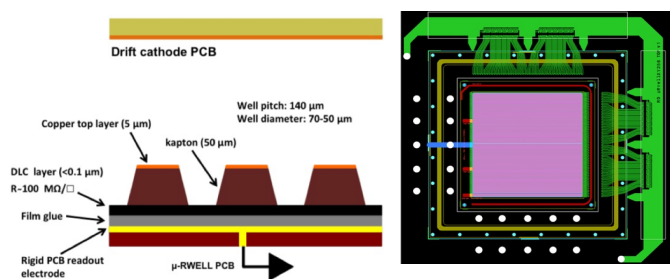 Drift cathode PCB
Well pitch: 140 µm
Well diameter: 70-50 µm
Copper top layer (5 µm)
kapton (50 µm)
DLC layer (<0.1 µm)
R~100 MΩ/□
Film glue
Rigid PCB readout
electrode
µ-RWELL PCB